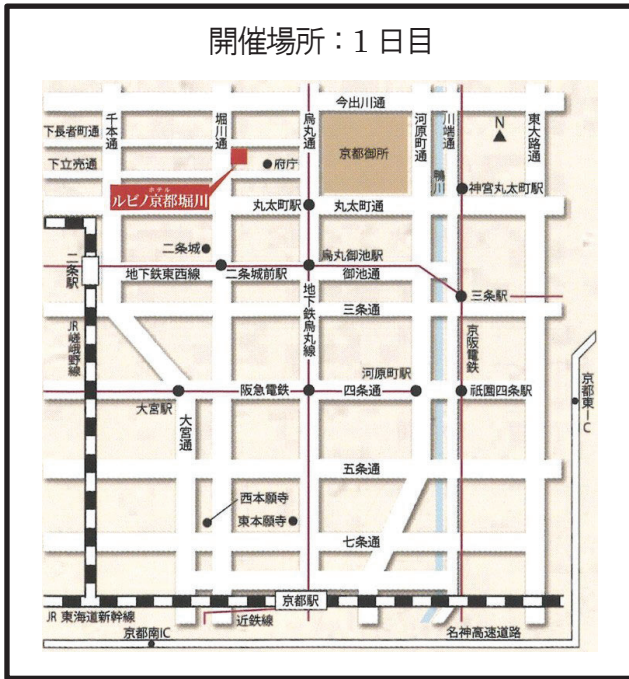 開催場所：1 日目
今出川通
千本通
堀川通
烏丸通
河原町通
川端通
東大路通
N
下長者町通
下立売通
府庁
京都御所
鴨川
ホテル
ルビノ京都堀川
神宮丸太町駅
丸太町駅
丸太町通
二条城
烏丸御池駅
二条駅
地下鉄東西線
二条城前駅
御池通
三条駅
地下鉄烏丸線
三条通
JR嵯峨野線
京阪電鉄
河原町駅
阪急電鉄
四条通
祇園四条駅
大宮駅
大宮通
京都東IC
五条通
西本願寺
東本願寺
七条通
京都駅
JR 東海道新幹線
近鉄線
京都南IC
名神高速道路